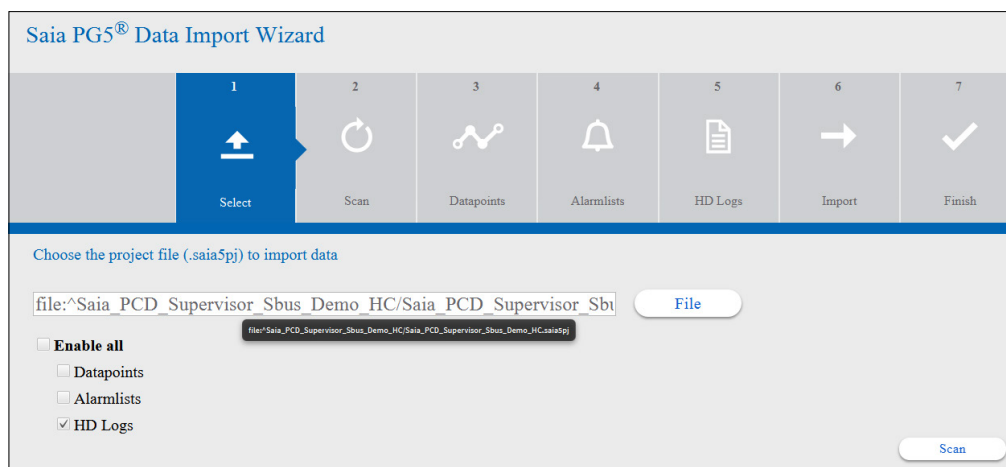 Saia PG5® Data Import Wizard
1 2 3 4 5 6 7
Select Scan Datapoints Alarmlists HD Logs Import Finish
Choose the project file (.saia5pj) to import data
file:^Saia_PCD_Supervisor_Sbus_Demo_HC/Saia_PCD_Supervisor_Sbu File
file:^Saia_PCD_Supervisor_Sbus_Demo_HC/Saia_PCD_Supervisor_Sbus_Demo_HC.saia5pj
Enable all
Datapoints
Alarmlists
HD Logs
Scan